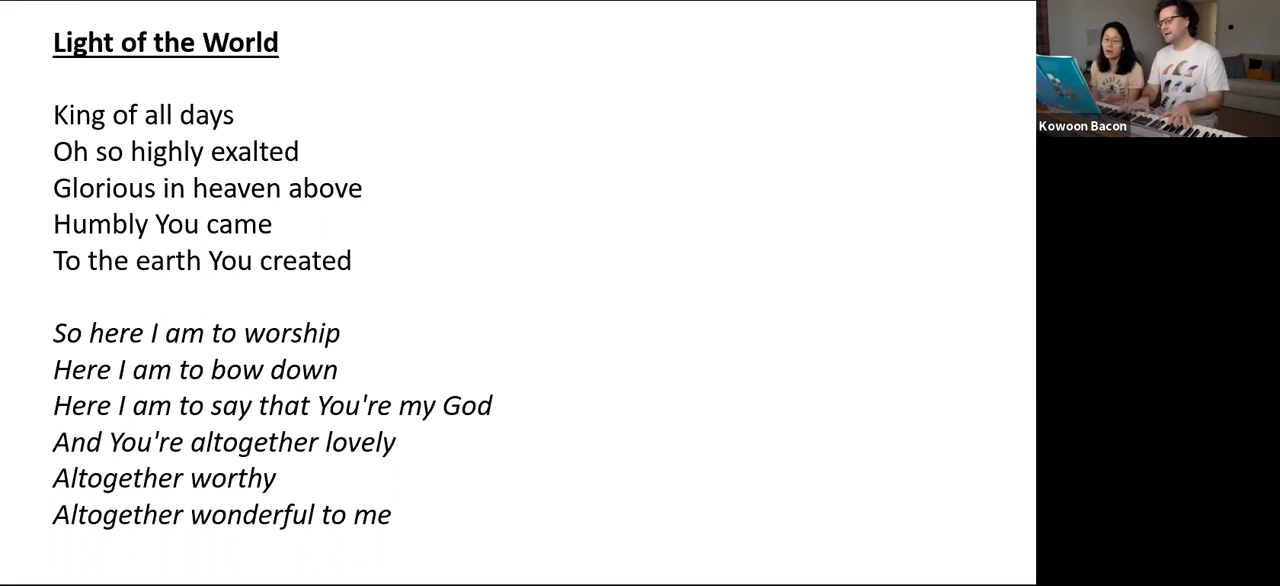 Light of the World
King of all days
Oh so highly exalted
Glorious in heaven above
Humbly You came
To the earth You created
So here I am to worship
Here I am to bow down
Here I am to say that You're my God
And You're altogether lovely
Altogether worthy
Altogether wonderful to me
Kowoon Bacon